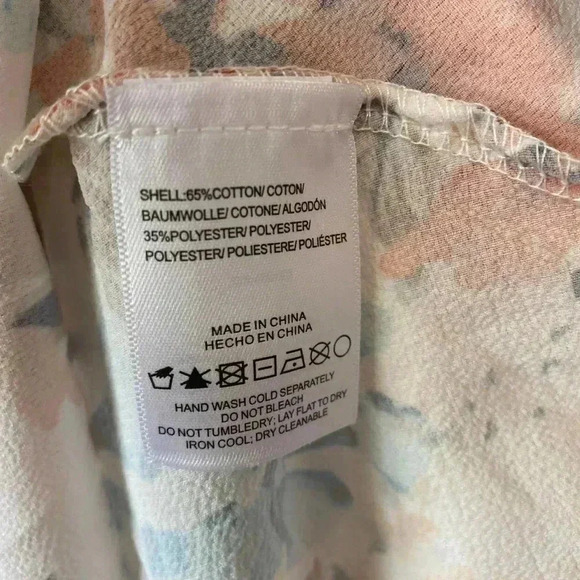 SHELL:65%COTTON/ COTON/
BAUMWOLLE/ COTONE/ ALGODÓN
35%POLYESTER/ POLYESTER/
POLYESTER/ POLIESTERE/ POLIÉSTER
MADE IN CHINA
HECHO EN CHINA
HAND WASH COLD SEPARATELY
DO NOT BLEACH
DO NOT TUMBLEDRY; LAY FLAT TO DRY
IRON COOL; DRY CLEANABLE